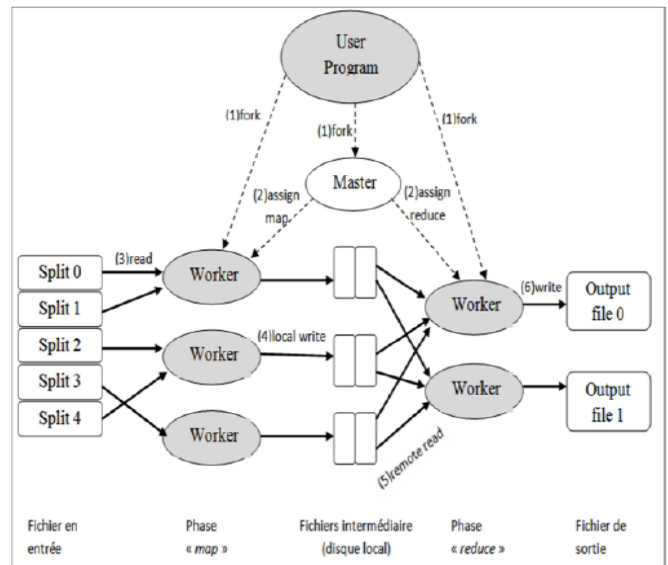 User
Program
(1)fork
(1)fork
(1)fork
Master
(2)assign
map
(2)assign
reduce
(3)read
Split 0
Split 1
Split 2
Split 3
Split 4
Worker
Worker
Worker
(4)local write
Worker
Worker
(5)remote read
(6)write
Output
file 0
Output
file 1
Fichier en
entrée
Phase
« map »
Fichiers intermédiaire
(disque local)
Phase
« reduce »
Fichier de
sortie